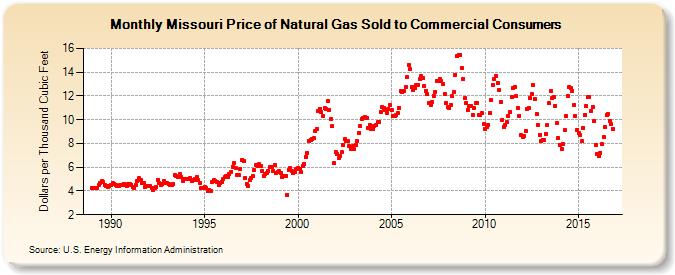 Monthly Missouri Price of Natural Gas Sold to Commercial Consumers
Dollars per Thousand Cubic Feet
16
14
12
10
8
6
4
2
1990 1995 2000 2005 2010 2015
Source: U.S. Energy Information Administration